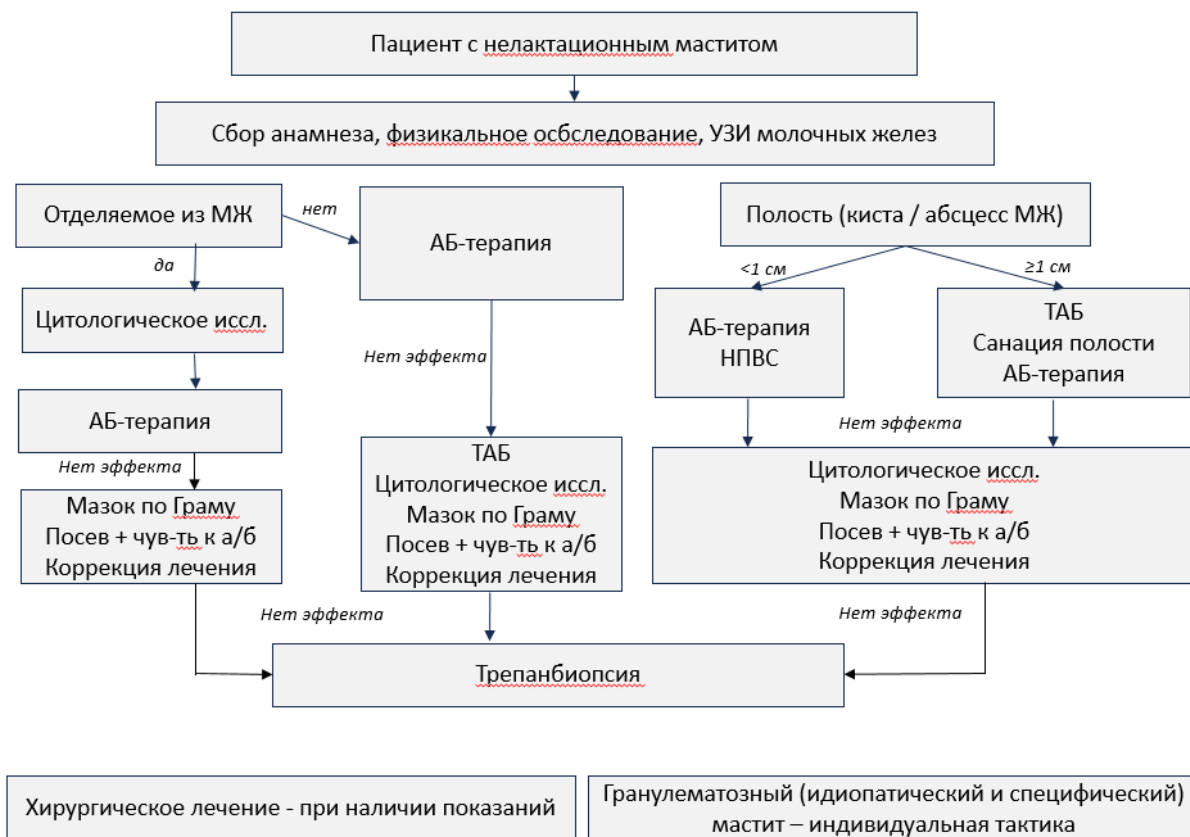 Пациент с нелактационным маститом
Сбор анамнеза, физикальное осбследование, УЗИ молочных желез
Отделяемое из МЖ
нет
да
АБ-терапия
Полость (киста / абсцесс МЖ)
<1 см
≥1 см
Цитологическое иссл.
АБ-терапия
НПВС
ТАБ
Санация полости
АБ-терапия
Нет эффекта
АБ-терапия
Нет эффекта
Нет эффекта
Мазок по Граму
Посев + чув-ть к а/б
Коррекция лечения
ТАБ
Цитологическое иссл.
Мазок по Граму
Посев + чув-ть к а/б
Коррекция лечения
Цитологическое иссл.
Мазок по Граму
Посев + чув-ть к а/б
Коррекция лечения
Нет эффекта
Нет эффекта
Трепанбиопсия
Хирургическое лечение - при наличии показаний
Гранулематозный (идиопатический и специфический)
мастит – индивидуальная тактика